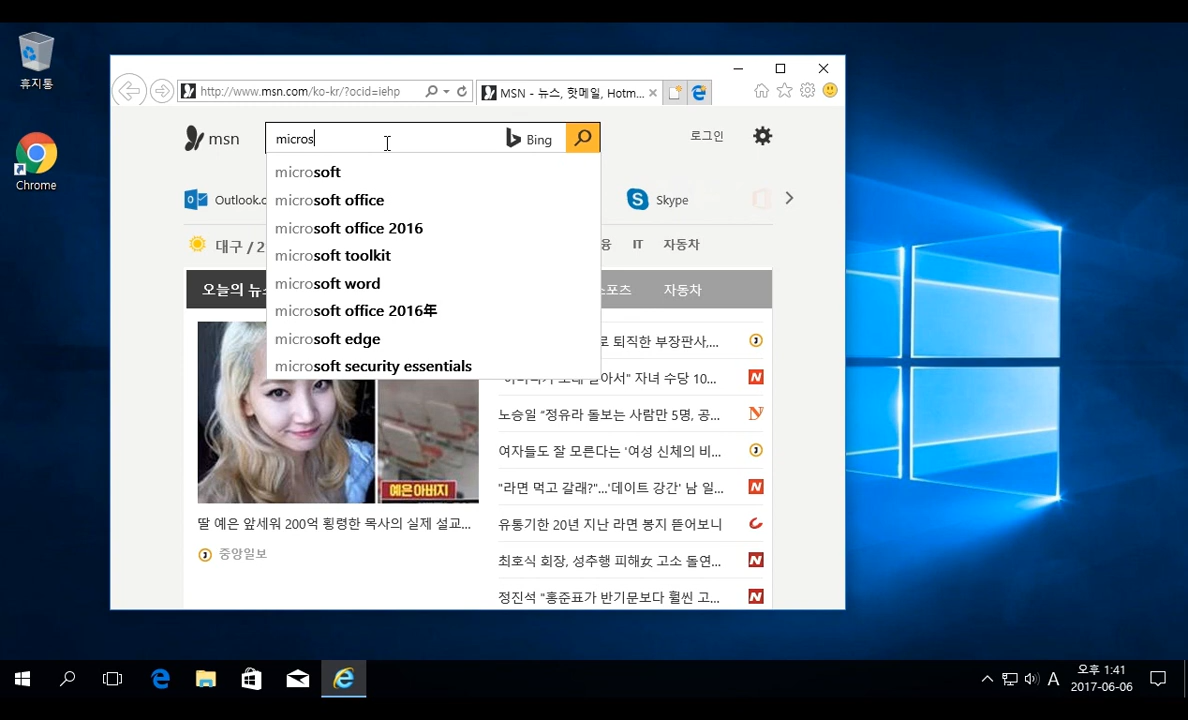 휴지통
Chrome
http://www.msn.com/ko-kr/?ocid=iehp
MSN - 뉴스, 핫메일, Hotm...
msn
micros
Bing
로그인
microsoft
microsoft office
microsoft office 2016
microsoft toolkit
microsoft word
microsoft office 2016年
microsoft edge
microsoft security essentials
Outlook.c
Skype
대구 / 2
융
IT
자동차
오늘의 뉴스
스포츠
자동차
로 퇴직한 부장판사,...
자녀 수당 10...
노승일 "정유라 돌보는 사람만 5명, 공...
여자들도 잘 모른다는 '여성 신체의 비...
"라면 먹고 갈래?"...'데이트 강간' 남 일...
유통기한 20년 지난 라면 봉지 뜯어보니
최호식 회장, 성추행 피해女 고소 돌연...
정진석 "홍준표가 반기문보다 훨씬 고...
예은아버지
딸 예은 앞세워 200억 횡령한 목사의 실제 설교...
중앙일보
A
오후 1:41
2017-06-06